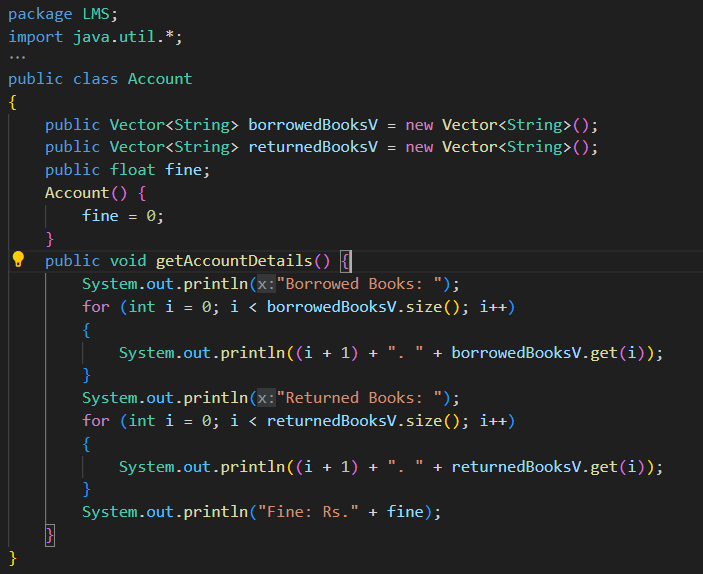 package LMS;
import java.util.*;
...
public class Account
{
    public Vector<String> borrowedBooksV = new Vector<String>();
    public Vector<String> returnedBooksV = new Vector<String>();
    public float fine;
    Account() {
        fine = 0;
    }
    public void getAccountDetails() {
        System.out.println(x:"Borrowed Books: ");
        for (int i = 0; i < borrowedBooksV.size(); i++)
        {
            System.out.println((i + 1) + ". " + borrowedBooksV.get(i));
        }
        System.out.println(x:"Returned Books: ");
        for (int i = 0; i < returnedBooksV.size(); i++)
        {
            System.out.println((i + 1) + ". " + returnedBooksV.get(i));
        }
        System.out.println("Fine: Rs." + fine);
    }
}